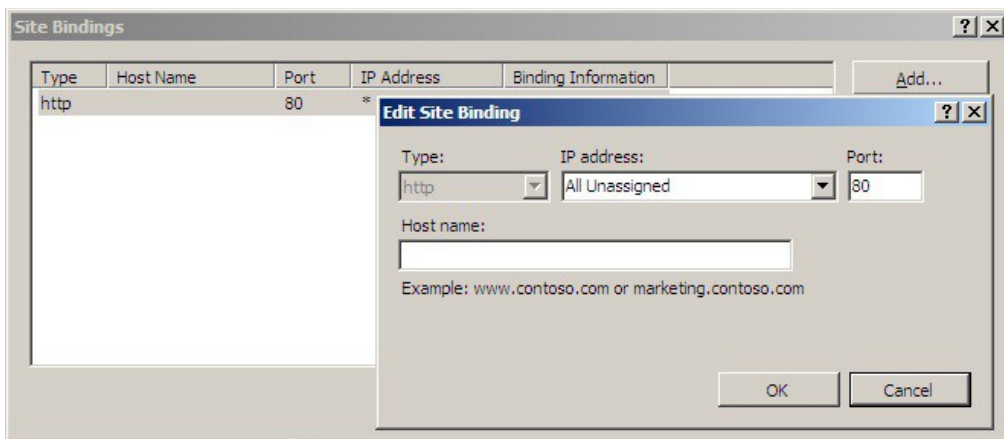 Site Bindings
Type Host Name Port IP Address Binding Information
Add...
http 80 *
Edit Site Binding
Type: IP address: Port:
http All Unassigned 80
Host name:
Example: www.contoso.com or marketing.contoso.com
OK Cancel